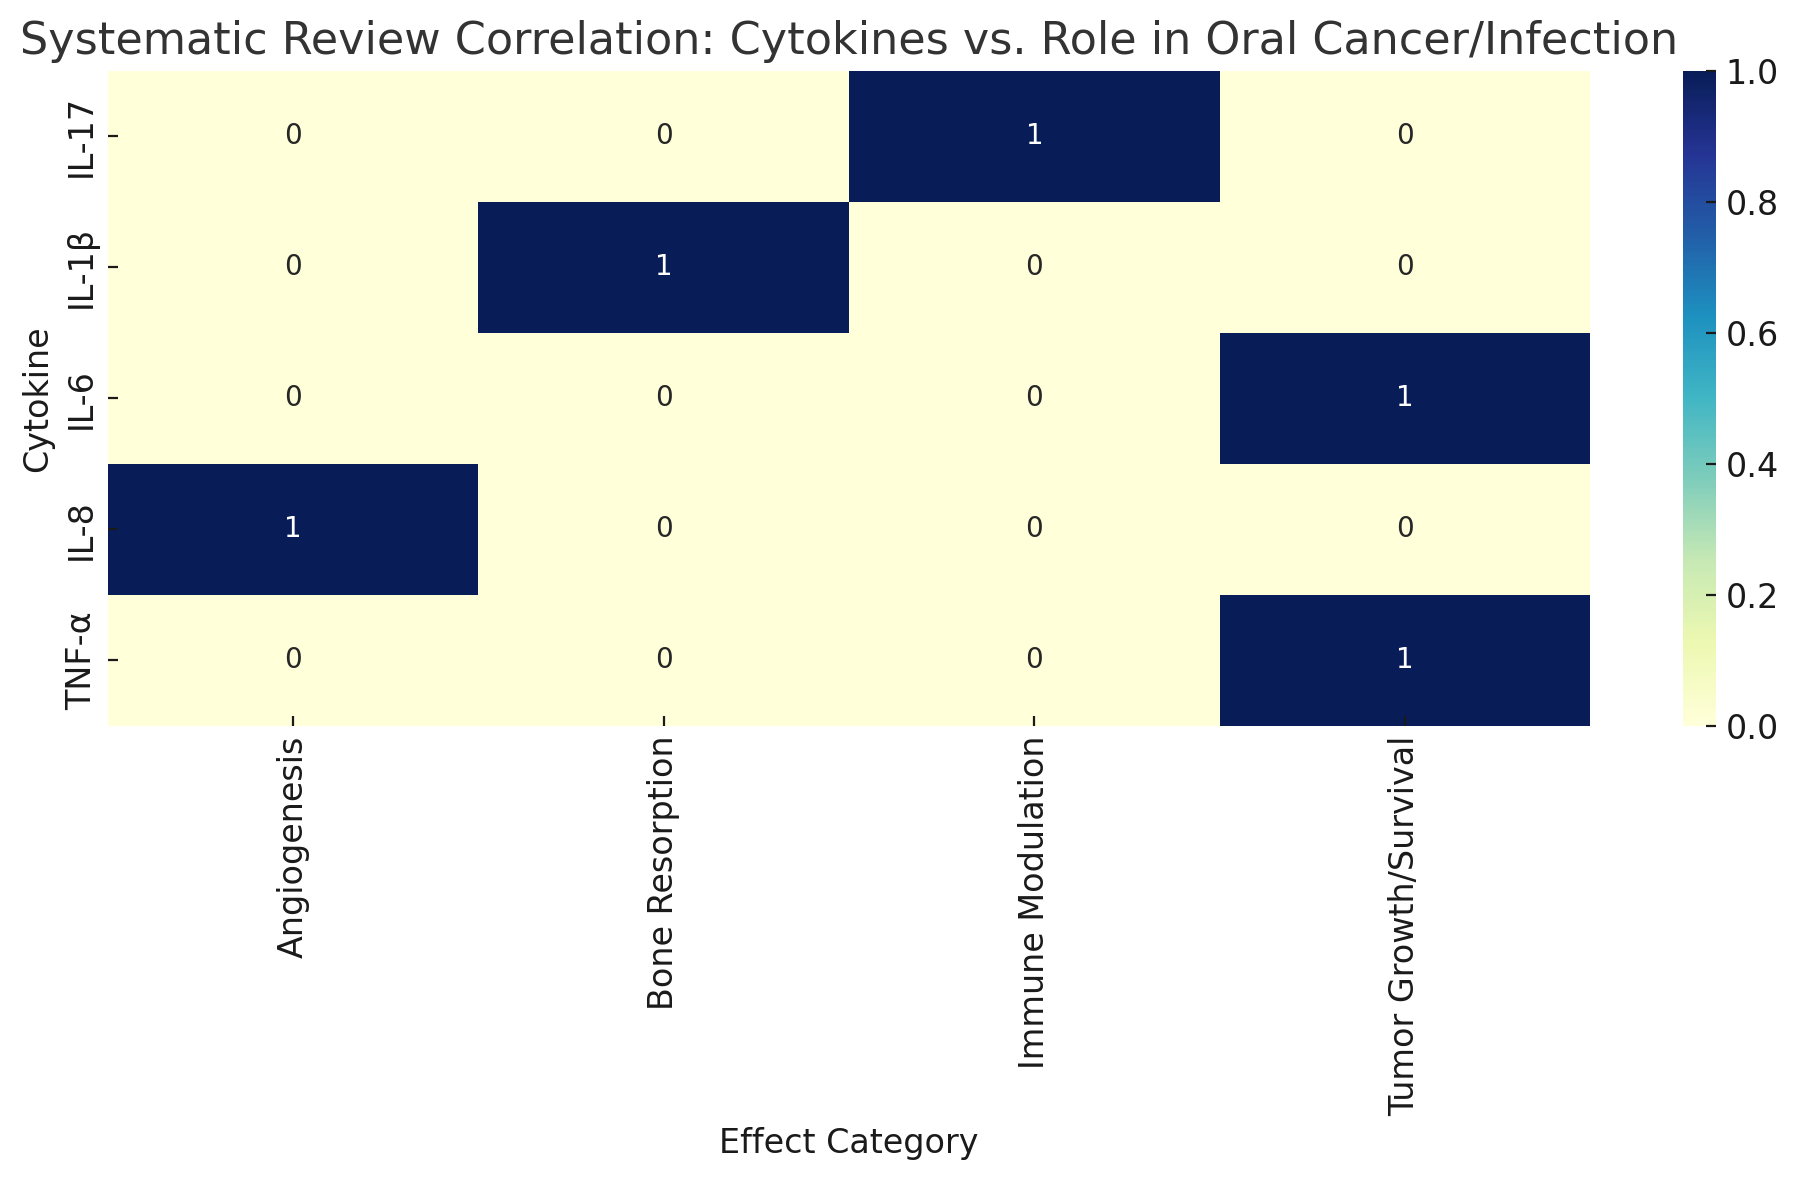 Systematic Review Correlation: Cytokines vs. Role in Oral Cancer/Infection
Cytokine
IL-17
0 0 1 0
IL-1β
0 1 0 0
IL-6
0 0 0 1
IL-8
1 0 0 0
TNF-α
0 0 0 1
1.0
0.8
0.6
0.4
0.2
0.0
Angiogenesis
Bone Resorption
Immune Modulation
Tumor Growth/Survival
Effect Category